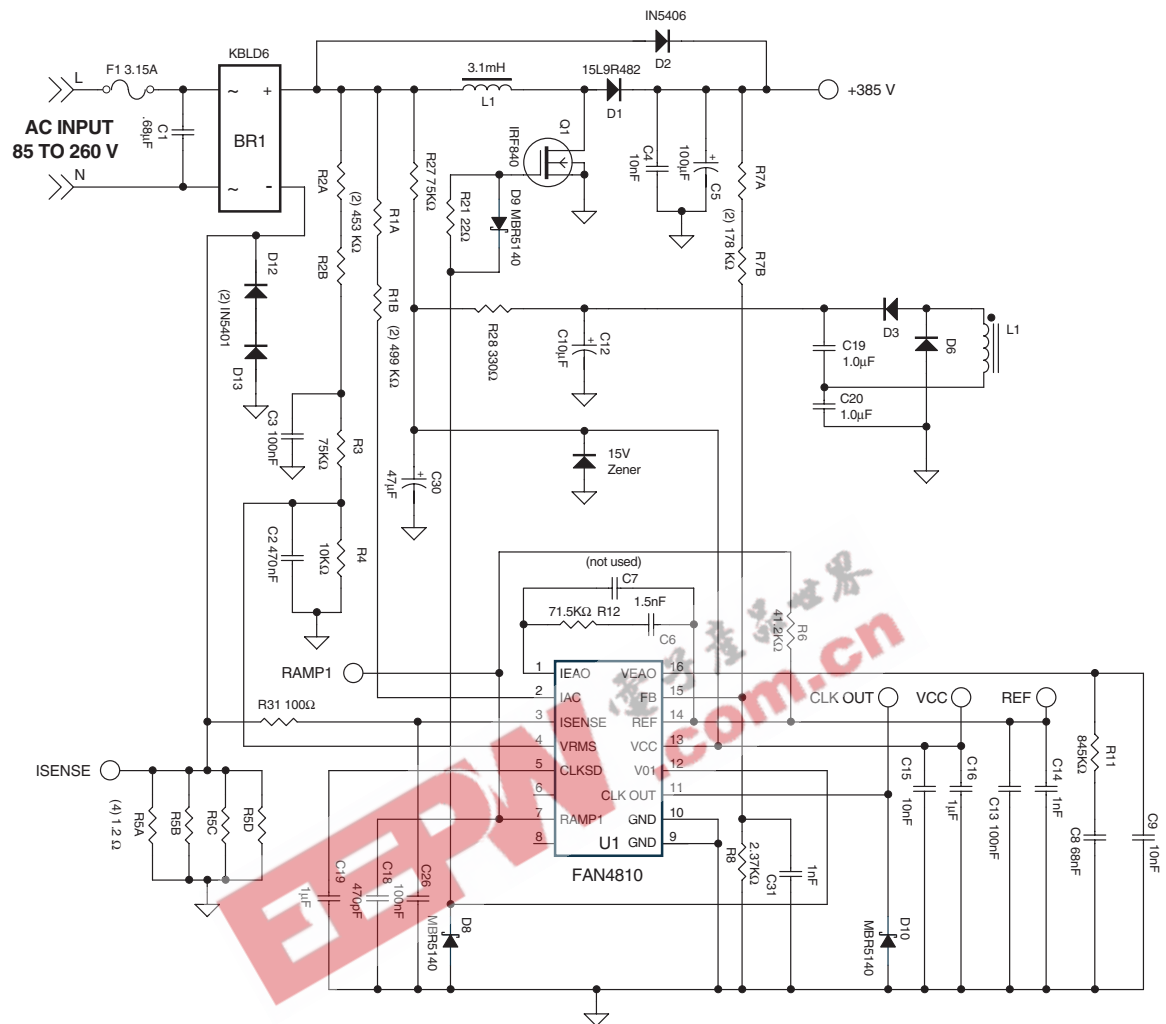 IN5406
D2
KBLD6
F1 3.15A
L
3.1mH
L1
15L9R482
D1
+385 V
AC INPUT
85 TO 260 V
C1
.68µF
~
+
BR1
~
-
N
Q1
IRF840
C4
10nF
100µF
+
C5
R7A
(2) 178 KΩ
R7B
R2A
(2) 453 KΩ
R2B
R1A
R1B
(2) 499 KΩ
R27 75KΩ
R21 22Ω
D9 MBR5140
D12
(2) IN5401
D13
R28 330Ω
+
C12
C10µF
C19
1.0µF
D3
D6
L1
C20
1.0µF
C3 100nF
R3
75KΩ
+
C30
47µF
15V
Zener
C2 470nF
R4
10KΩ
(not used)
C7
71.5KΩ R12
1.5nF
C6
R6
41.2KΩ
RAMP1
1 IEAO
2 IAC
3 ISENSE
4 VRMS
5 CLKSD
6
7 RAMP1
8
VEAO 16
FB 15
REF 14
VCC 13
V01 12
CLK OUT 11
GND 10
GND 9
U1
FAN4810
R31 100Ω
ISENSE
(4) 1.2 Ω
R5A
R5B
R5C
R5D
C19
1µF
C18
470pF
C26
100nF
D8
MBR5140
2.37KΩ
R8
C31
1nF
CLK OUT
VCC
REF
D10
MBR5140
C15
10nF
C16
1µF
C13 100nF
C14
1nF
R11
845KΩ
C8 68nF
C9
10nF
EEPW.com.cn
電子產品世界